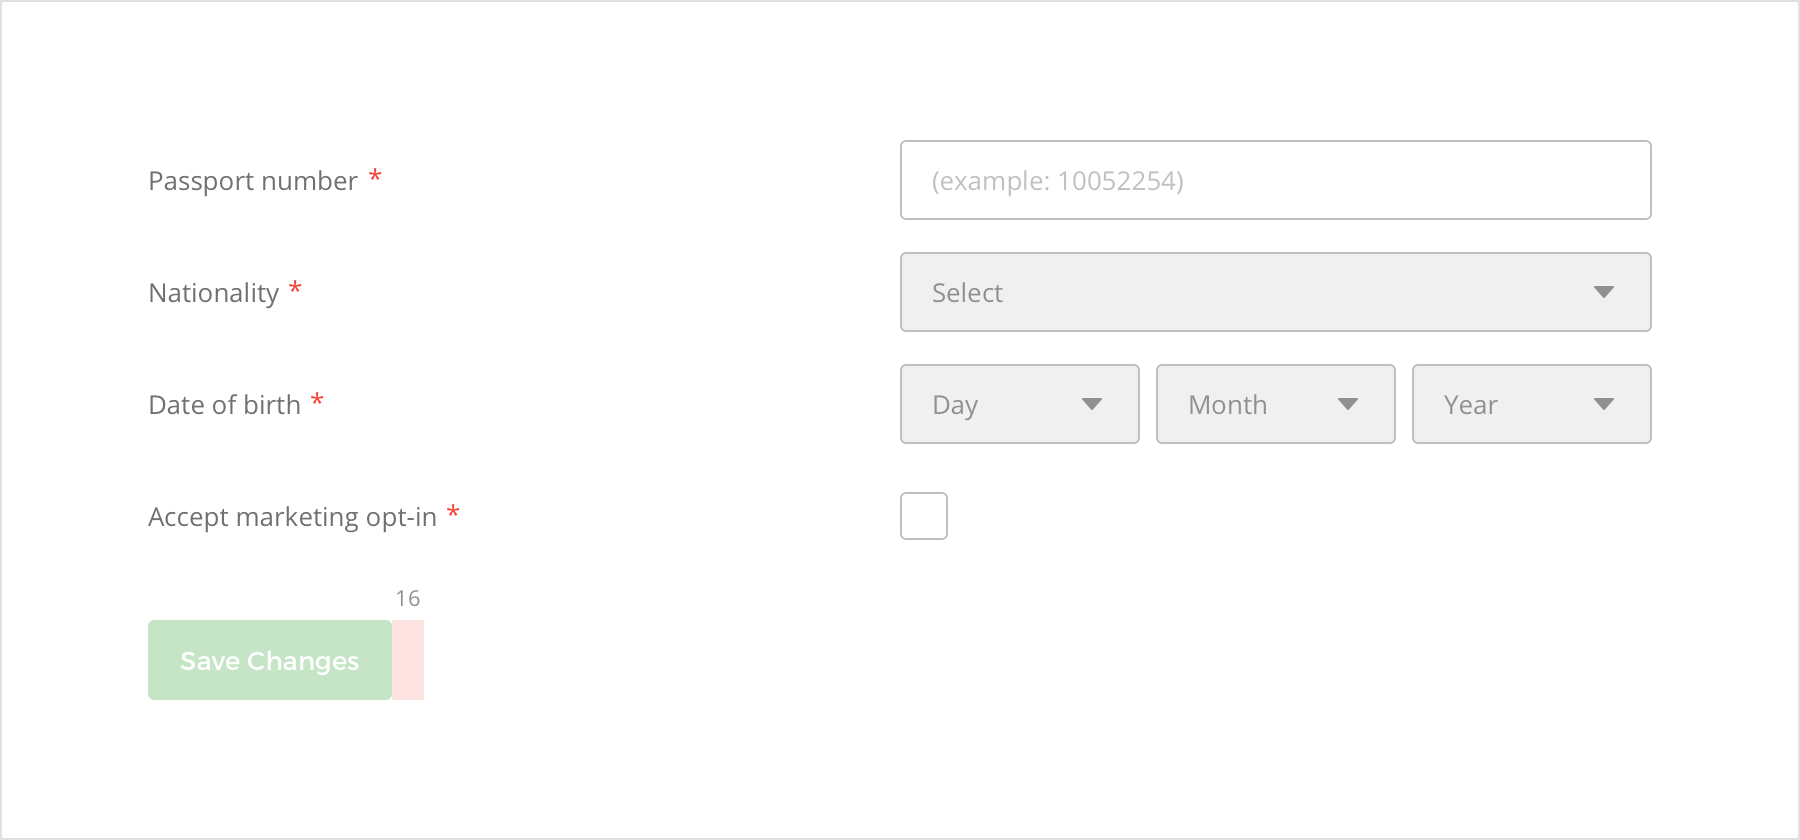 Passport number *
(example: 10052254)
Nationality *
Select
Date of birth *
Day
Month
Year
Accept marketing opt-in *
16
Save Changes